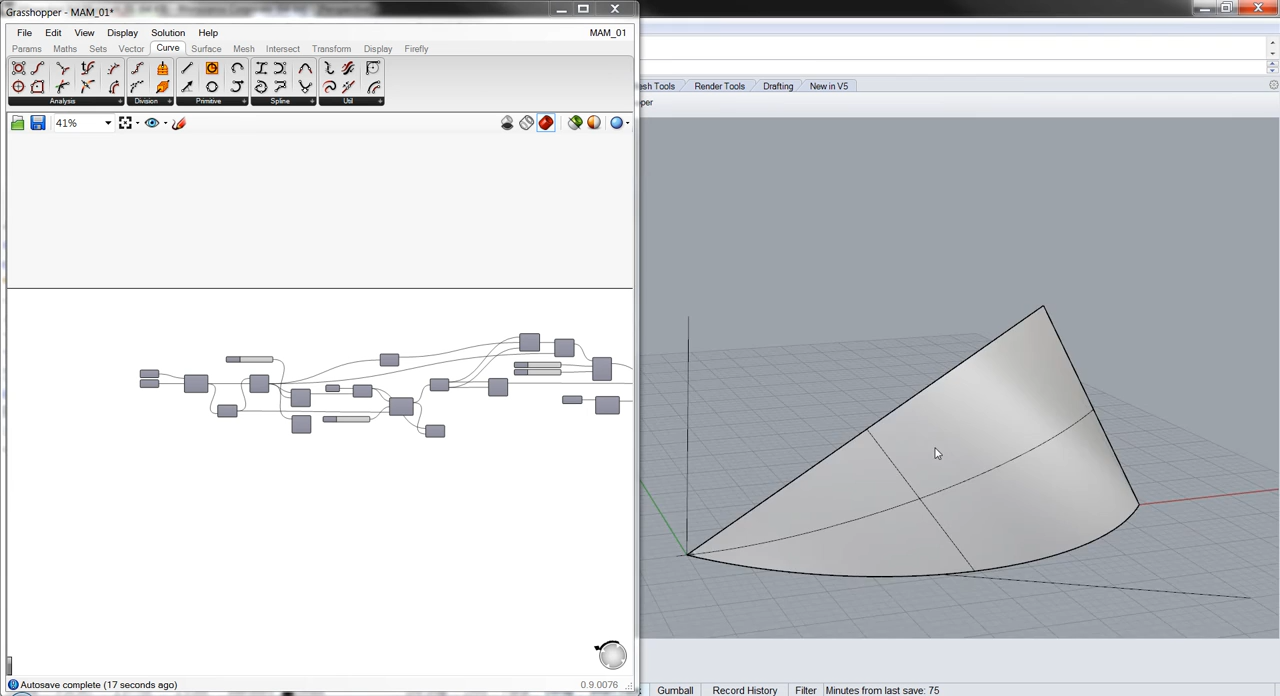 Grasshopper - MAM_01*
File Edit View Display Solution Help MAM_01
Params Maths Sets Vector Curve Surface Mesh Intersect Transform Display Firefly
Analysis Division Primitive Spline Util
41%
esh Tools Render Tools Drafting New in V5
per
Autosave complete (17 seconds ago) 0.9.0076
Gumball Record History Filter Minutes from last save: 75